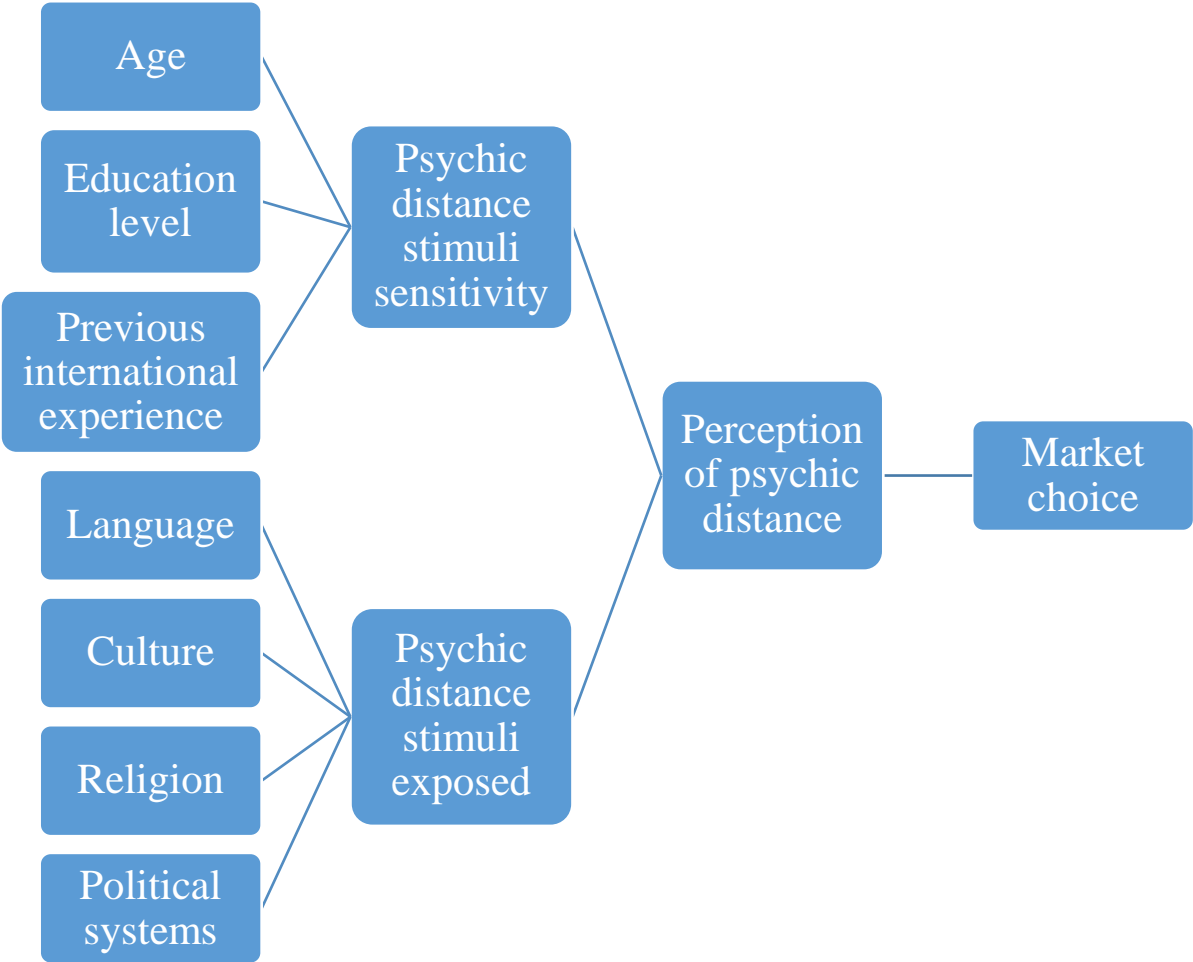 Age
Education
level
Previous
international
experience
Language
Culture
Religion
Political
systems
Psychic
distance
stimuli
sensitivity
Psychic
distance
stimuli
exposed
Perception
of psychic
distance
Market
choice